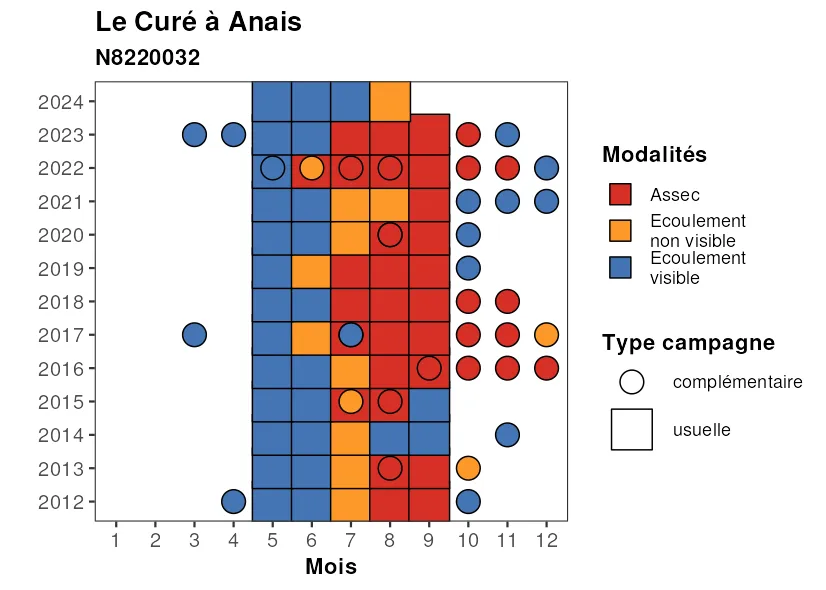 Le Curé à Anais
N8220032
2024
2023
2022
2021
2020
2019
2018
2017
2016
2015
2014
2013
2012
1 2 3 4 5 6 7 8 9 10 11 12
Mois
Modalités
Assec
Ecoulement
non visible
Ecoulement
visible
Type campagne
complémentaire
usuelle